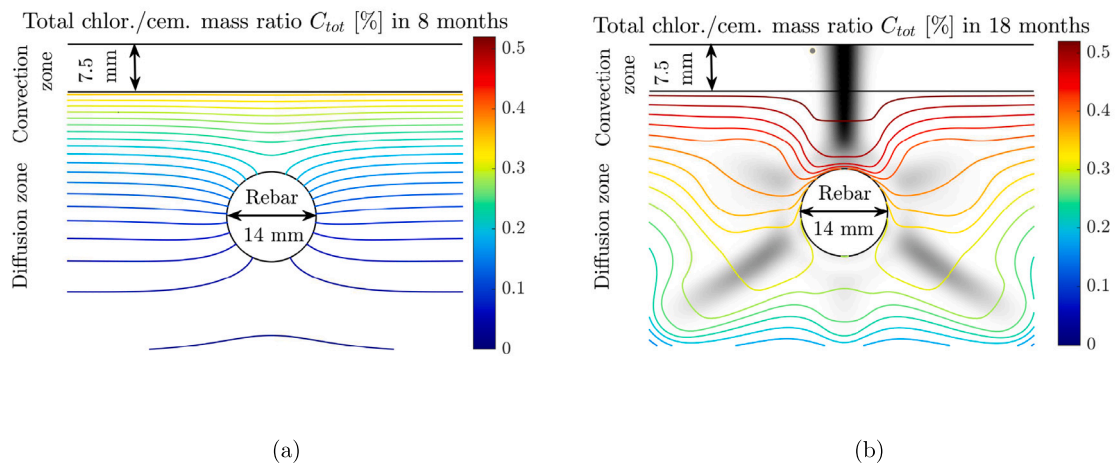 Total chlor./cem. mass ratio C_tot [%] in 8 months
Convection zone
7.5 mm
Diffusion zone
Rebar
14 mm
0.5
0.4
0.3
0.2
0.1
0
(a)
Total chlor./cem. mass ratio C_tot [%] in 18 months
Convection zone
7.5 mm
Diffusion zone
Rebar
14 mm
0.5
0.4
0.3
0.2
0.1
0
(b)